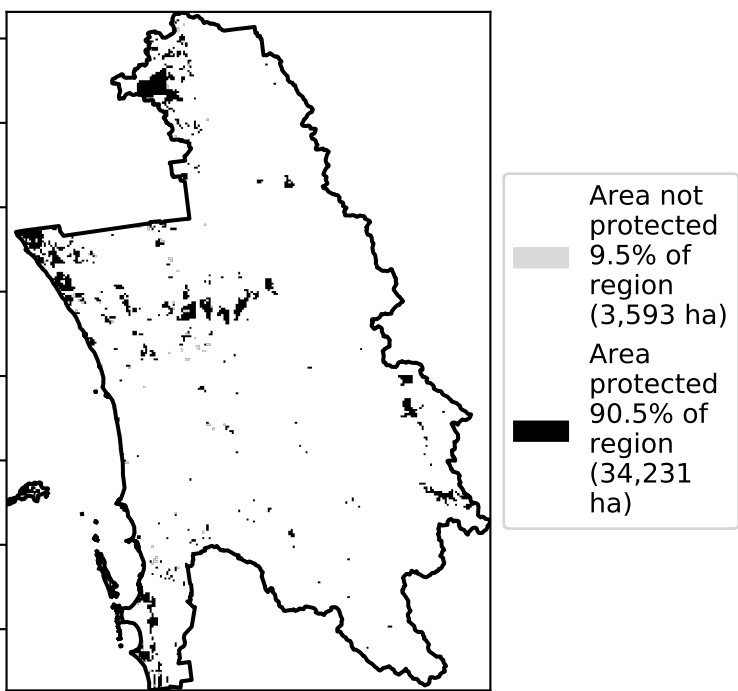 Area not
protected
9.5% of
region
(3,593 ha)
Area
protected
90.5% of
region
(34,231
ha)